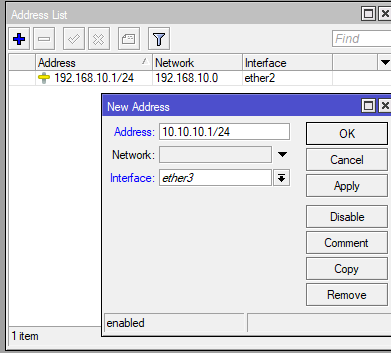 Address List
Find
Address Network Interface
192.168.10.1/24 192.168.10.0 ether2
New Address
Address: 10.10.10.1/24
Network:
Interface: ether3
OK
Cancel
Apply
Disable
Comment
Copy
Remove
enabled
1 item